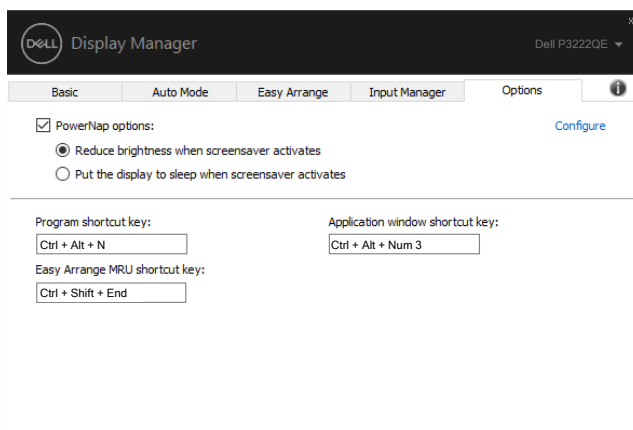 DELL Display Manager Dell P3222QE
Basic Auto Mode Easy Arrange Input Manager Options
PowerNap options: Configure
Reduce brightness when screensaver activates
Put the display to sleep when screensaver activates
Program shortcut key: Application window shortcut key:
Ctrl + Alt + N Ctrl + Alt + Num 3
Easy Arrange MRU shortcut key:
Ctrl + Shift + End